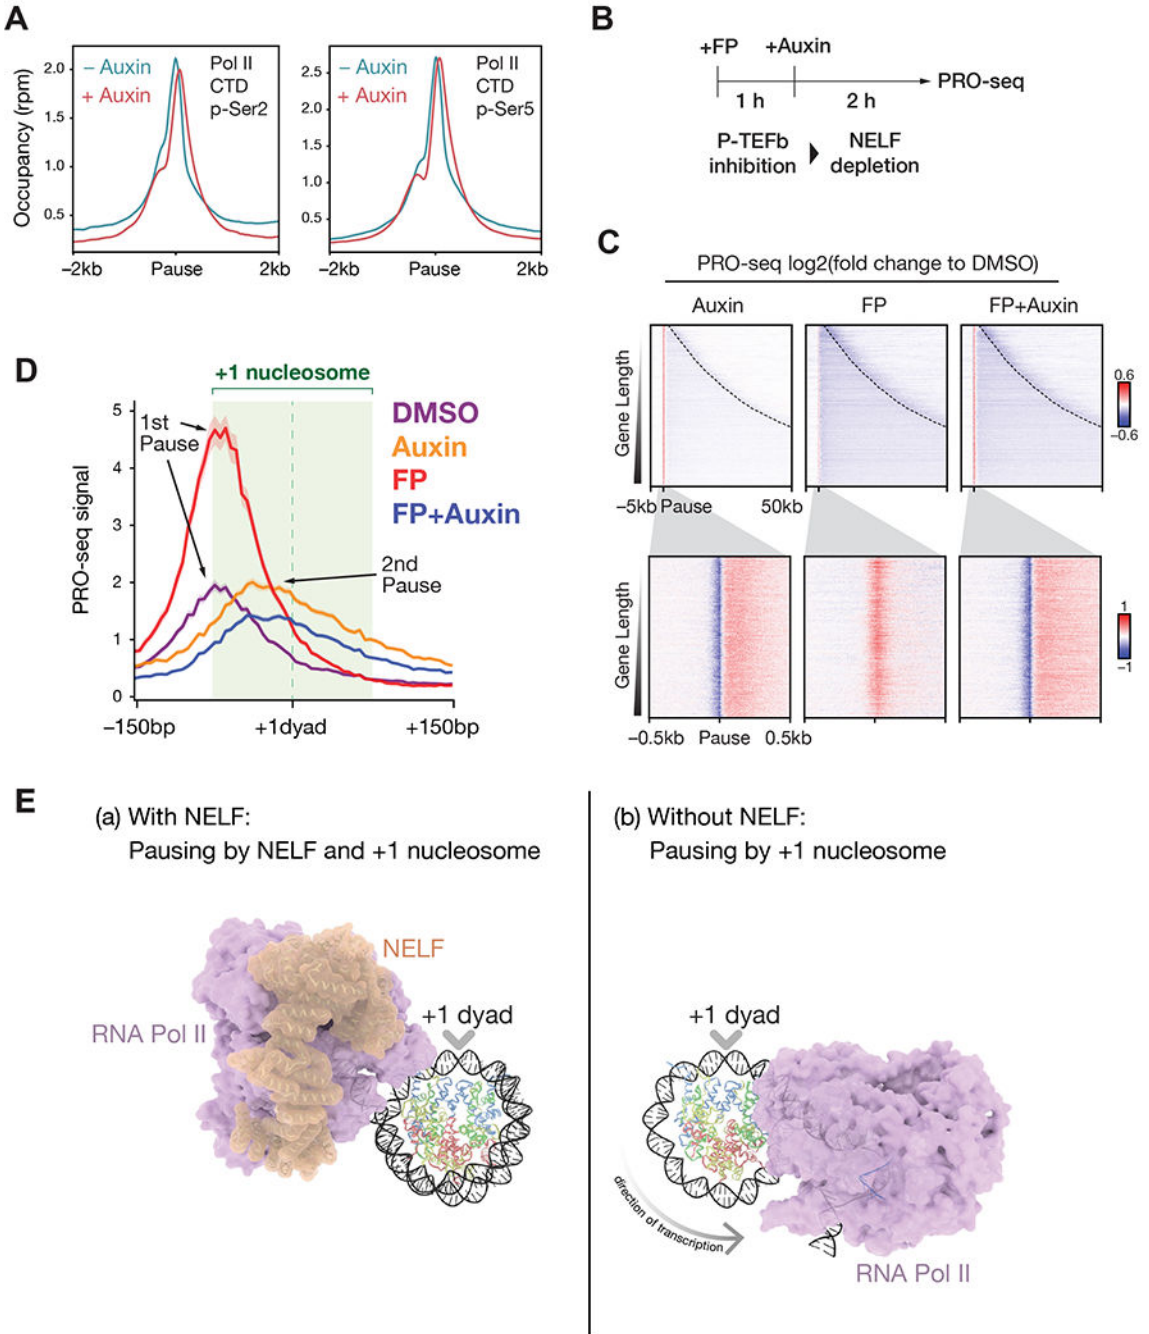 A
Occupancy (rpm)
2.0
1.5
1.0
0.5
– Auxin
+ Auxin
Pol II
CTD
p-Ser2
−2kb
Pause
2kb
2.5
2.0
1.5
1.0
0.5
– Auxin
+ Auxin
Pol II
CTD
p-Ser5
−2kb
Pause
2kb
B
+FP
+Auxin
PRO-seq
1 h
2 h
P-TEFb
inhibition
NELF
depletion
C
PRO-seq log2(fold change to DMSO)
Auxin
FP
FP+Auxin
Gene Length
0.6
−0.6
−5kb
Pause
50kb
Gene Length
1
−1
−0.5kb
Pause
0.5kb
D
+1 nucleosome
PRO-seq signal
5
4
3
2
1
0
1st
Pause
DMSO
Auxin
FP
FP+Auxin
2nd
Pause
−150bp
+1dyad
+150bp
E
(a) With NELF:
Pausing by NELF and +1 nucleosome
NELF
RNA Pol II
+1 dyad
(b) Without NELF:
Pausing by +1 nucleosome
+1 dyad
direction of transcription
RNA Pol II